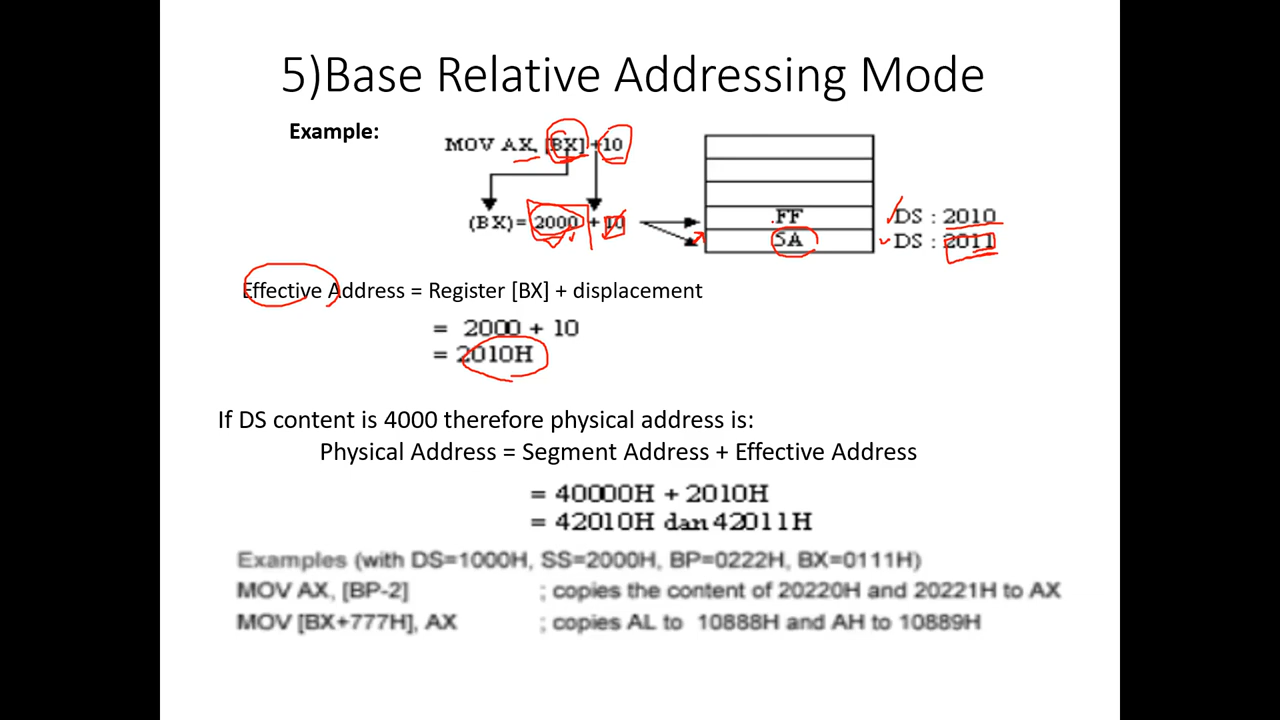 5)Base Relative Addressing Mode
Example:
MOV AX, [BX] +10
(BX)= 2000 + 10
FF
DS : 2010
5A
DS : 2011
Effective Address = Register [BX] + displacement
= 2000 + 10
= 2010H
If DS content is 4000 therefore physical address is:
Physical Address = Segment Address + Effective Address
= 40000H + 2010H
= 42010H dan 42011H
Examples (with DS=1000H, SS=2000H, BP=0222H, BX=0111H)
MOV AX, [BP-2] ; copies the content of 20220H and 20221H to AX
MOV [BX+777H], AX ; copies AL to 10888H and AH to 10889H